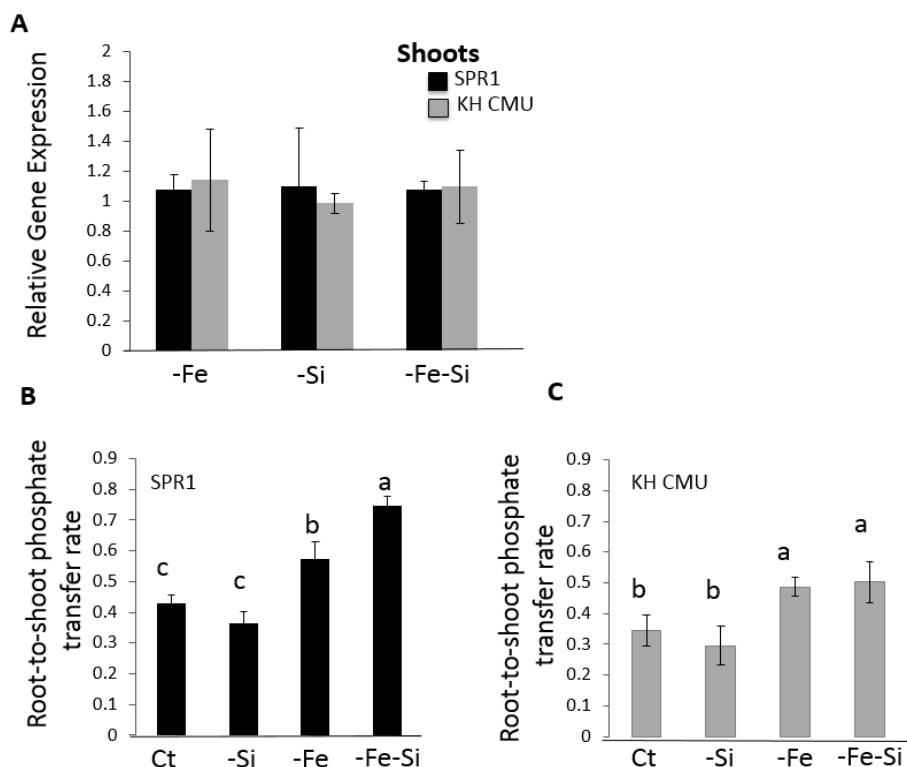 A
Relative Gene Expression
2
1.8
1.6
1.4
1.2
1
0.8
0.6
0.4
0.2
0
Shoots
SPR1
KH CMU
-Fe
-Si
-Fe-Si
B
Root-to-shoot phosphate
transfer rate
0.9
0.8
0.7
0.6
0.5
0.4
0.3
0.2
0.1
0
SPR1
c
c
b
a
Ct
-Si
-Fe
-Fe-Si
C
Root-to-shoot phosphate
transfer rate
0.9
0.8
0.7
0.6
0.5
0.4
0.3
0.2
0.1
0
KH CMU
b
b
a
a
Ct
-Si
-Fe
-Fe-Si